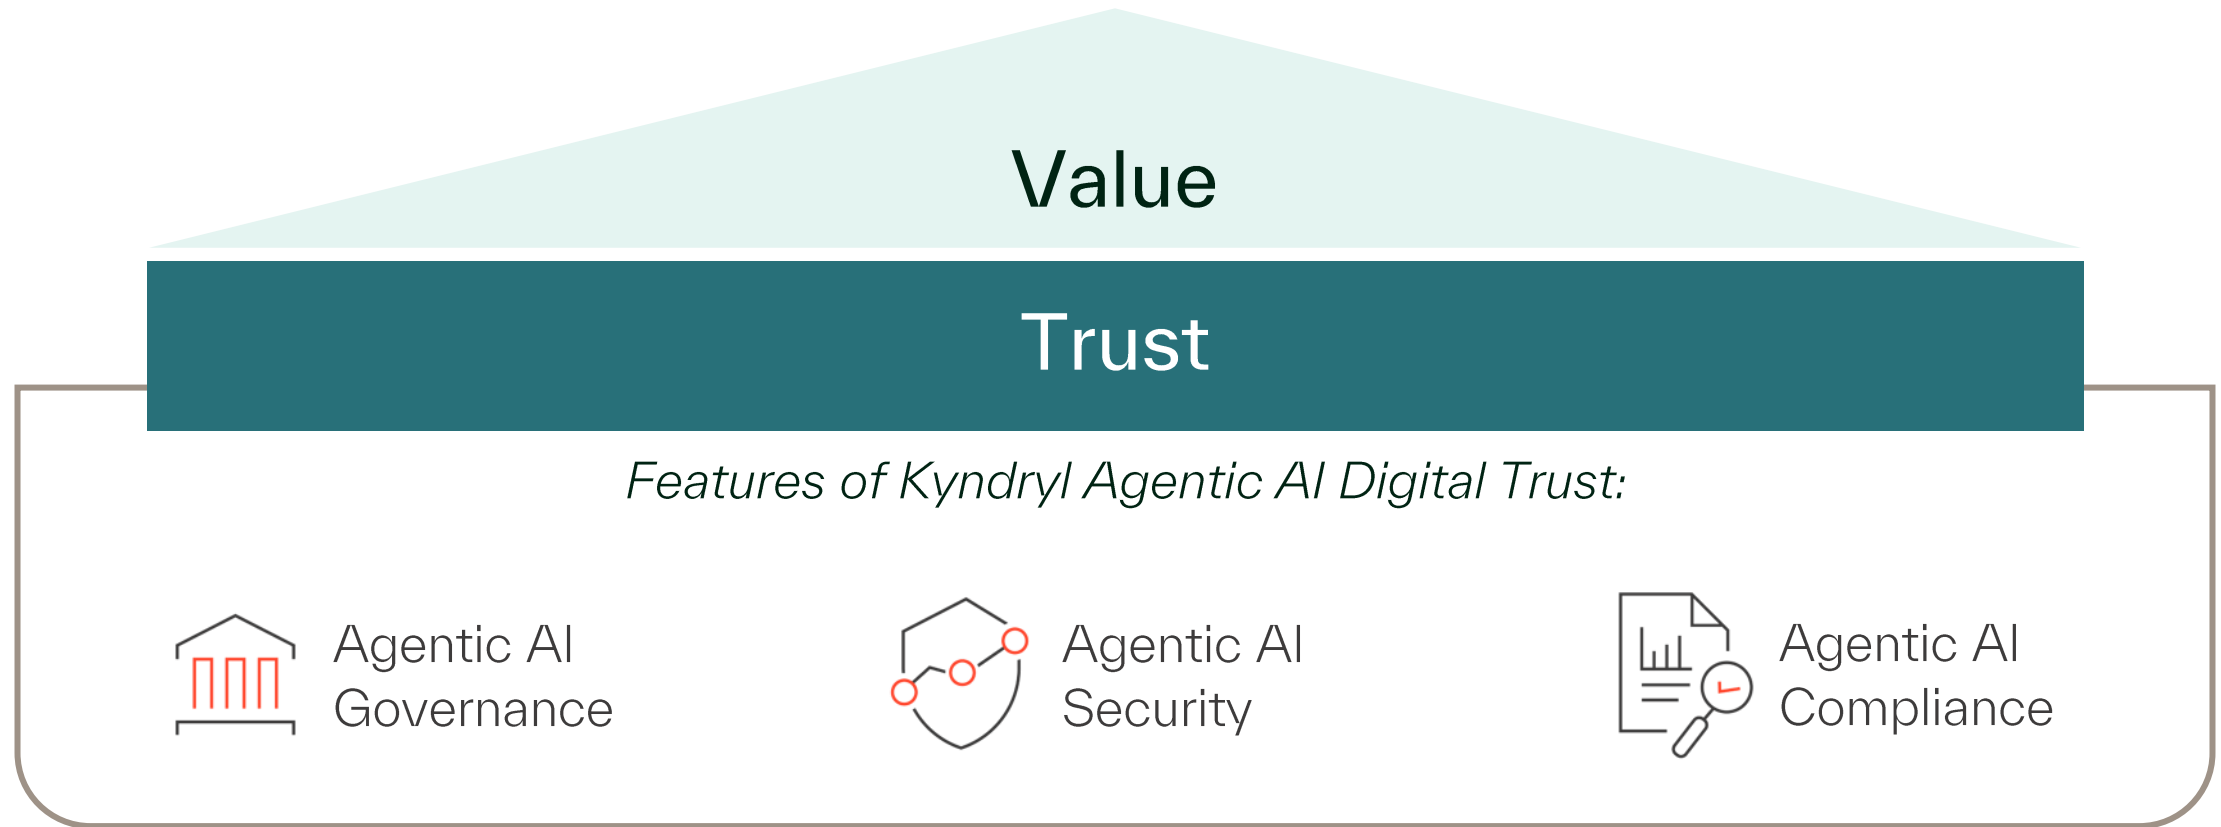 Value
Trust
Features of Kyndryl Agentic AI Digital Trust:
Agentic AI
Governance
Agentic AI
Security
Agentic AI
Compliance